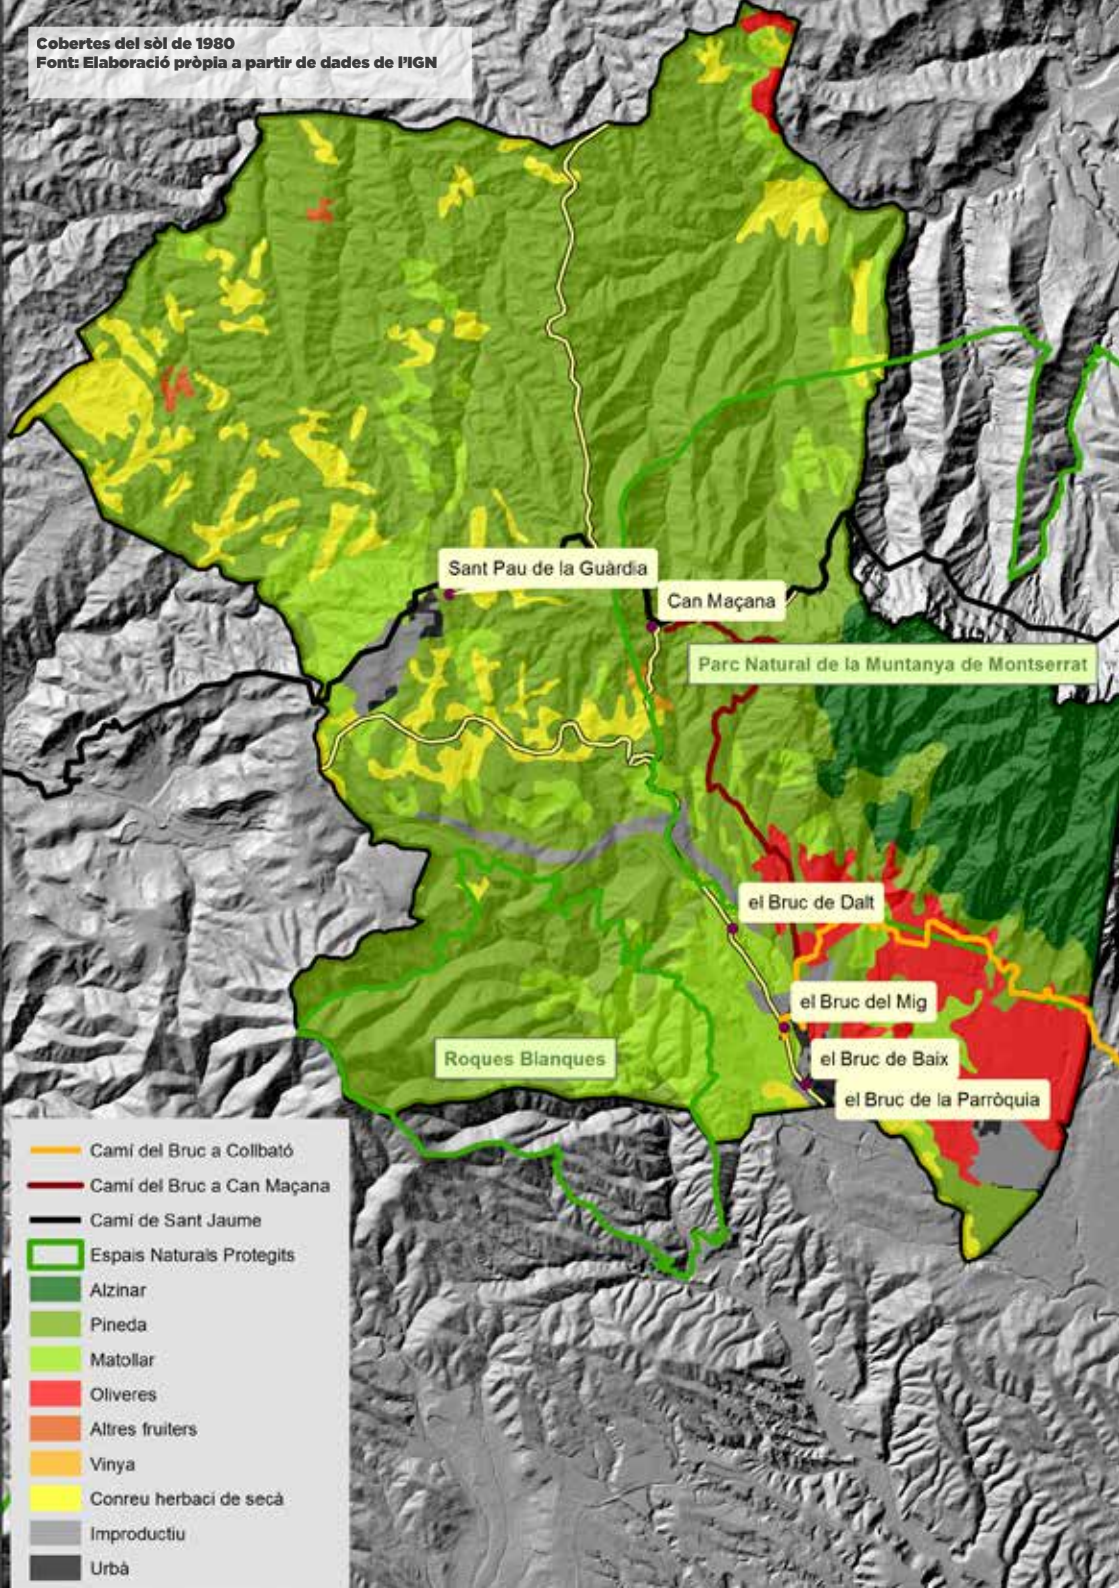 Cobertes del sòl de 1980
Font: Elaboració pròpia a partir de dades de l'IGN
Sant Pau de la Guàrdia
Can Maçana
Parc Natural de la Muntanya de Montserrat
el Bruc de Dalt
el Bruc del Mig
Roques Blanques
el Bruc de Baix
el Bruc de la Parròquia
Camí del Bruc a Collbató
Camí del Bruc a Can Maçana
Camí de Sant Jaume
Espais Naturals Protegits
Alzinar
Pineda
Matollar
Oliveres
Altres fruiters
Vinya
Conreu herbaci de secà
Improductiu
Urbà